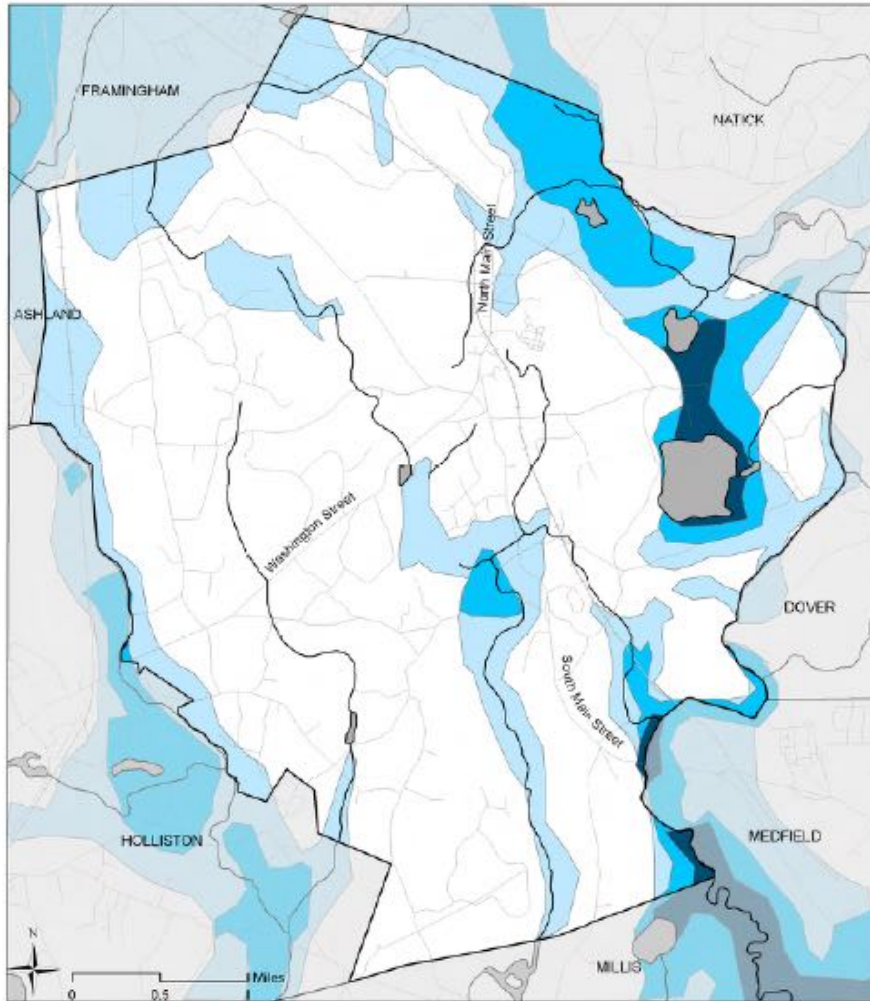 FRAMINGHAM
NATICK
North Main Street
ASHLAND
Washington Street
DOVER
South Main Street
HOLLISTON
MEDFIELD
N
Miles
0 0.5 1
MILLIS